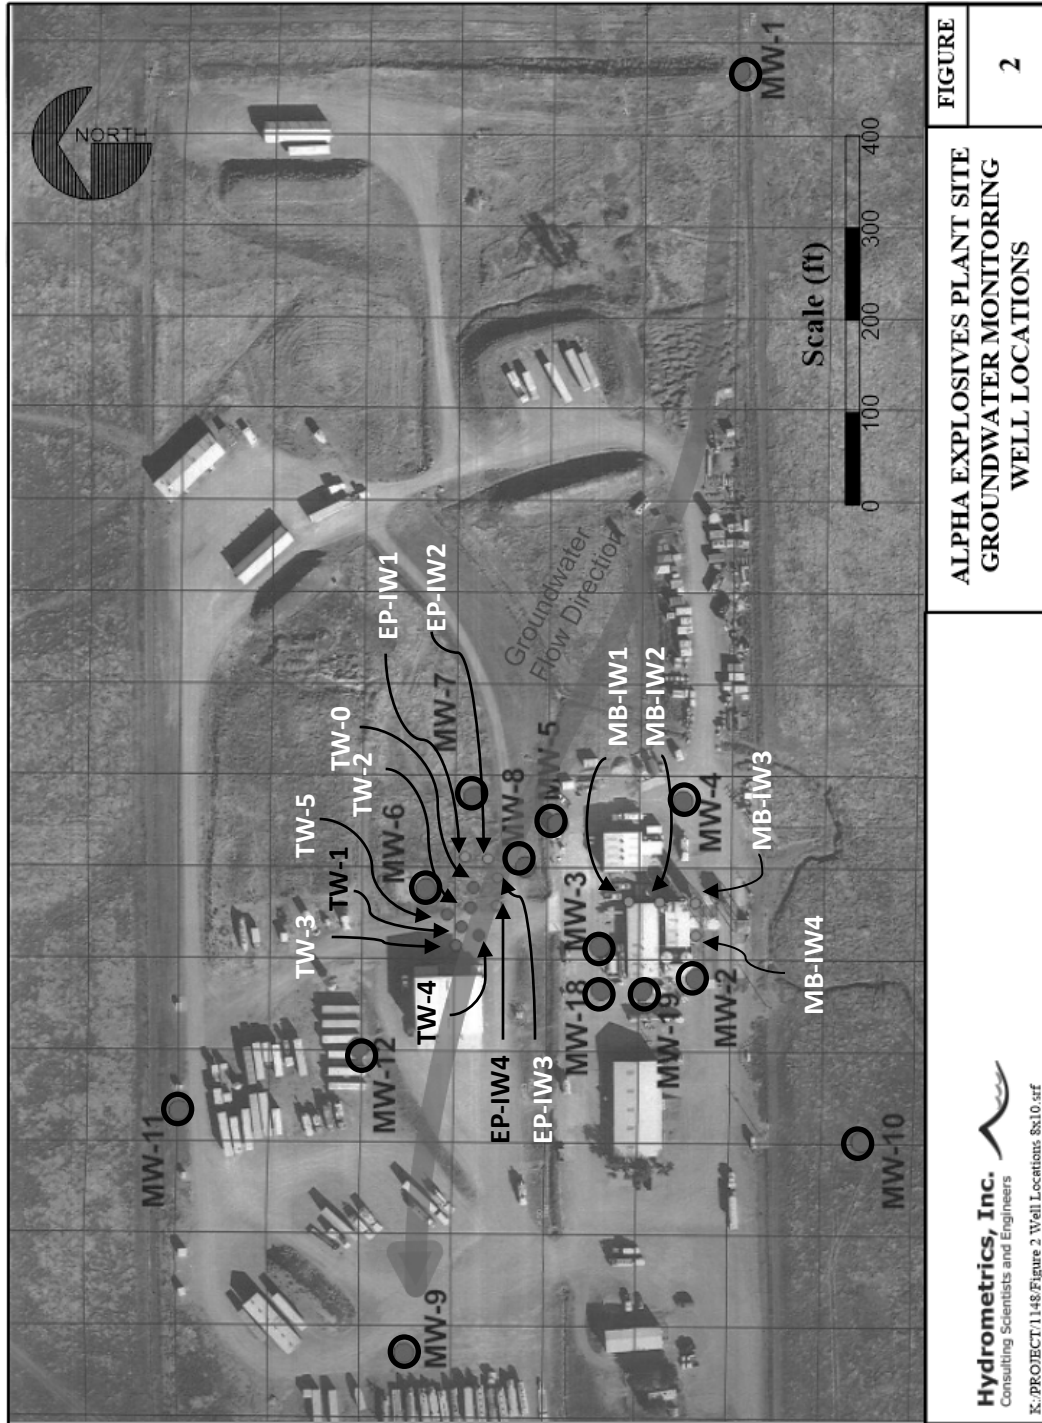 MW-1
NORTH
400
300
200
100
0
Scale (ft)
EP-IW1
EP-IW2
Groundwater
Flow Direction
MW-7
TW-0
TW-2
MW-5
MB-IW1
MB-IW2
MW-8
TW-5
MW-6
TW-1
MW-4
MB-IW3
TW-3
MW-3
MB-IW4
TW-4
MW-18
MW-19
MW-2
MW-12
EP-IW4
EP-IW3
MW-11
MW-10
MW-9
FIGURE
2
ALPHA EXPLOSIVES PLANT SITE
GROUNDWATER MONITORING
WELL LOCATIONS
Hydrometrics, Inc.
Consulting Scientists and Engineers
K:/PROJECT/1148/Figure 2 Well Locations 8x10.srf